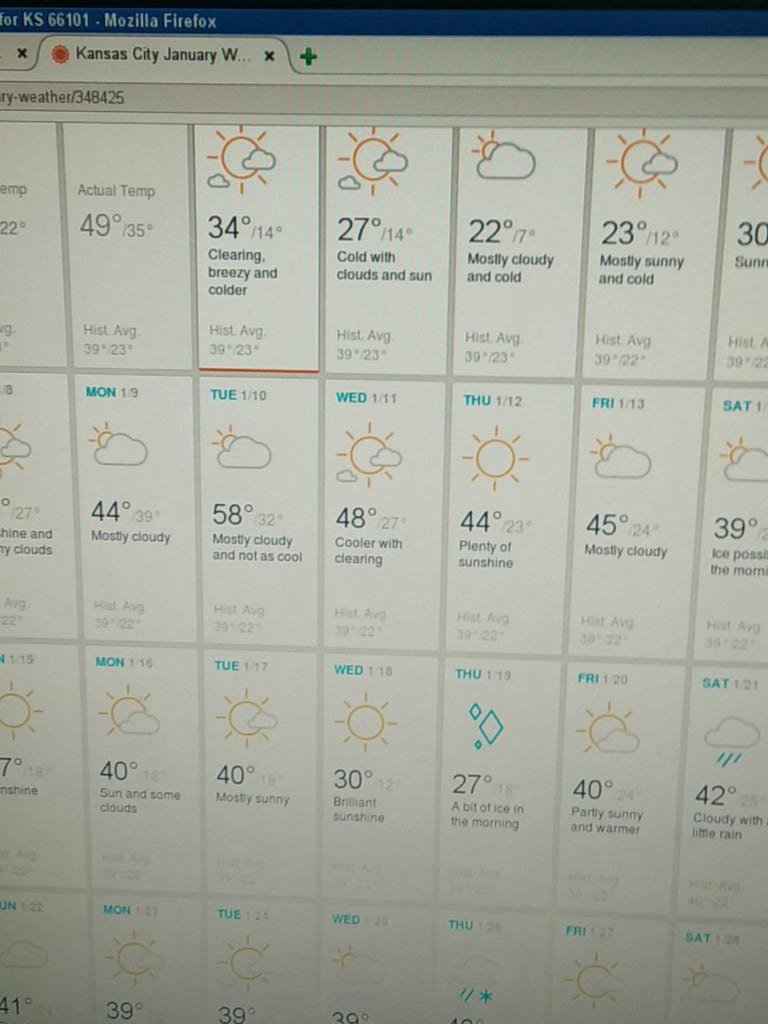 for KS 66101 - Mozilla Firefox
Kansas City January W...
ry-weather/348425
emp
22°
Actual Temp
49°/35°
Hist. Avg.
39°/23°
34°/14°
Clearing,
breezy and
colder
Hist. Avg.
39°/23°
27°/14°
Cold with
clouds and sun
Hist. Avg.
39°/23°
22°/7°
Mostly cloudy
and cold
Hist. Avg.
39°/23°
23°/12°
Mostly sunny
and cold
Hist. Avg.
39°/22°
30
Sunn
Hist. A
39°/22
/8
/27°
hine and
y clouds
Avg.
22°
MON 1/9
44°/39°
Mostly cloudy
Hist. Avg.
39°/22°
TUE 1/10
58°/32°
Mostly cloudy
and not as cool
Hist. Avg.
39°/22°
WED 1/11
48°/27°
Cooler with
clearing
Hist. Avg.
39°/22°
THU 1/12
44°/23°
Plenty of
sunshine
Hist. Avg.
39°/22°
FRI 1/13
45°/24°
Mostly cloudy
Hist. Avg.
39°/22°
SAT 1/
39°/2
Ice possi
the morni
Hist. Avg.
39°/22°
N 1/15
7°/18°
nshine
MON 1/16
40°/18°
Sun and some
clouds
Hist. Avg.
39°/22°
TUE 1/17
40°/18°
Mostly sunny
Hist. Avg.
39°/22°
WED 1/18
30°/12°
Brilliant
sunshine
Hist. Avg.
39°/22°
THU 1/19
27°/18°
A bit of ice in
the morning
Hist. Avg.
39°/22°
FRI 1/20
40°/24°
Partly sunny
and warmer
Hist. Avg.
39°/22°
SAT 1/21
42°/25°
Cloudy with a
little rain
Hist. Avg.
40°/22°
UN 1/22
41°
MON 1/23
39°
TUE 1/24
39°
WED 1/25
39°
THU 1/26
FRI 1/27
SAT 1/28